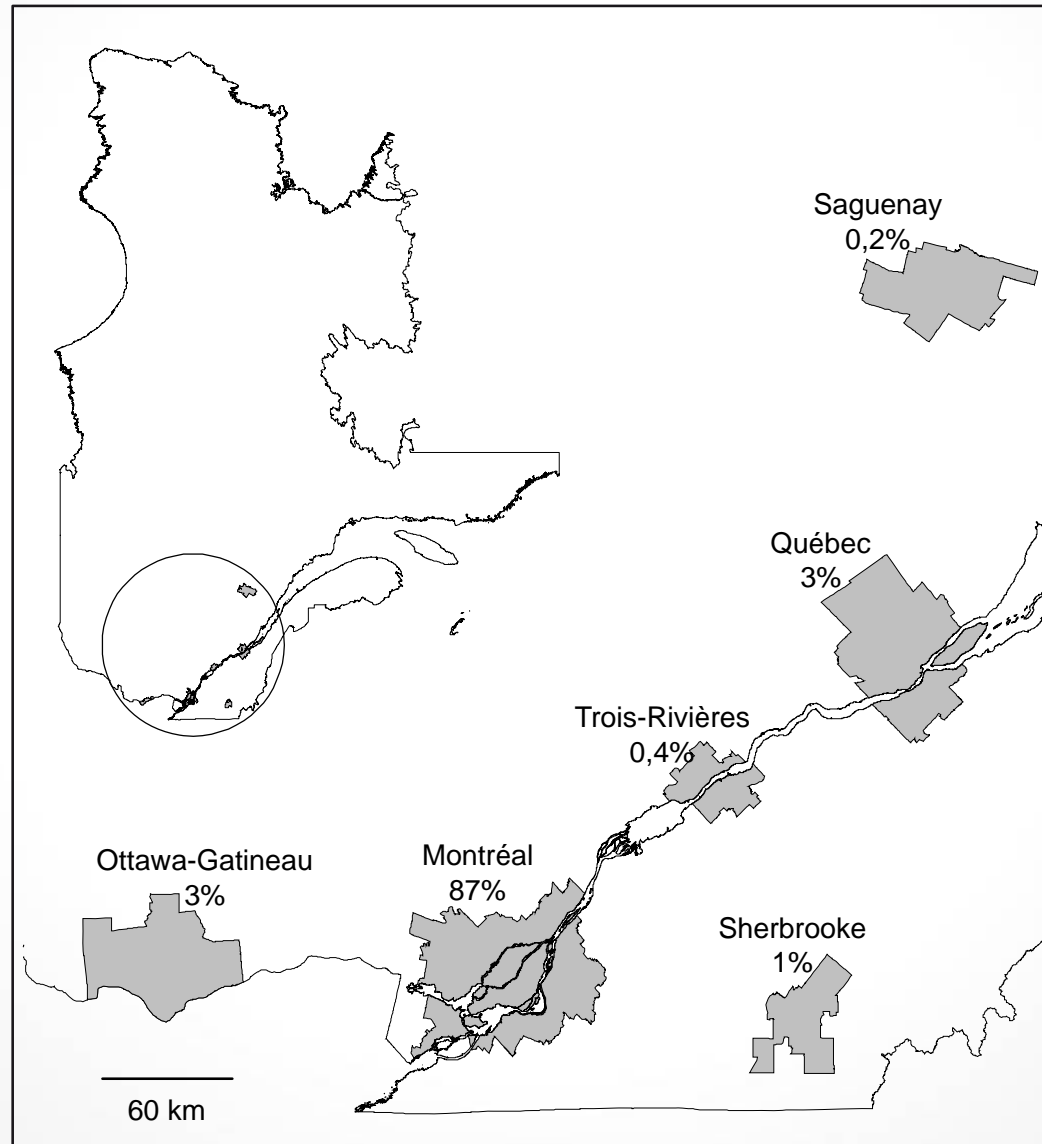 Saguenay
0,2%
Québec
3%
Trois-Rivières
0,4%
Ottawa-Gatineau
3%
Montréal
87%
Sherbrooke
1%
60 km